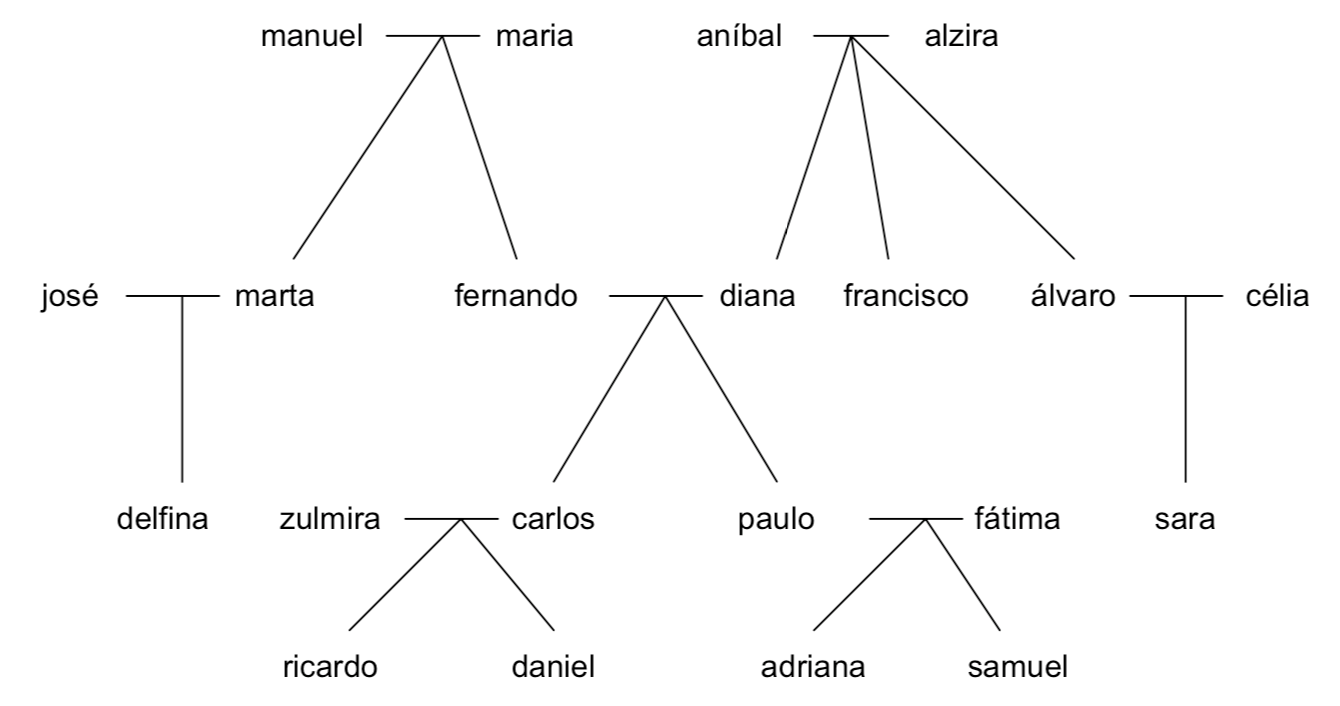 manuel maria aníbal alzira
josé marta fernando diana francisco álvaro célia
delfina zulmira carlos paulo fátima sara
ricardo daniel adriana samuel